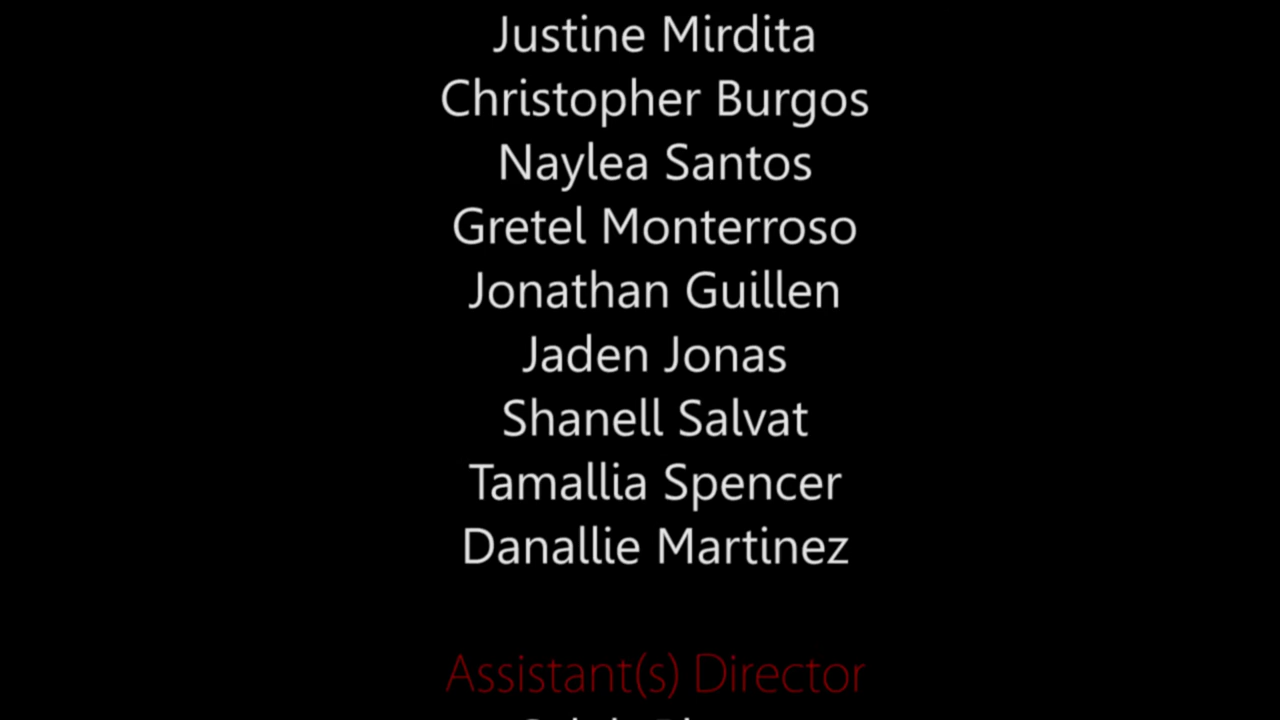 Justine Mirdita
Christopher Burgos
Naylea Santos
Gretel Monterroso
Jonathan Guillen
Jaden Jonas
Shanell Salvat
Tamallia Spencer
Danallie Martinez
Assistant(s) Director